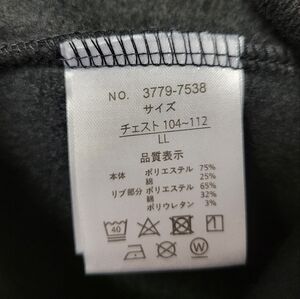 NO. 3779-7538
サイズ
チェスト 104~112
LL
品質表示
本体 ポリエステル 75%
綿 25%
リブ部分 ポリエステル 65%
綿 32%
ポリウレタン 3%
40
W